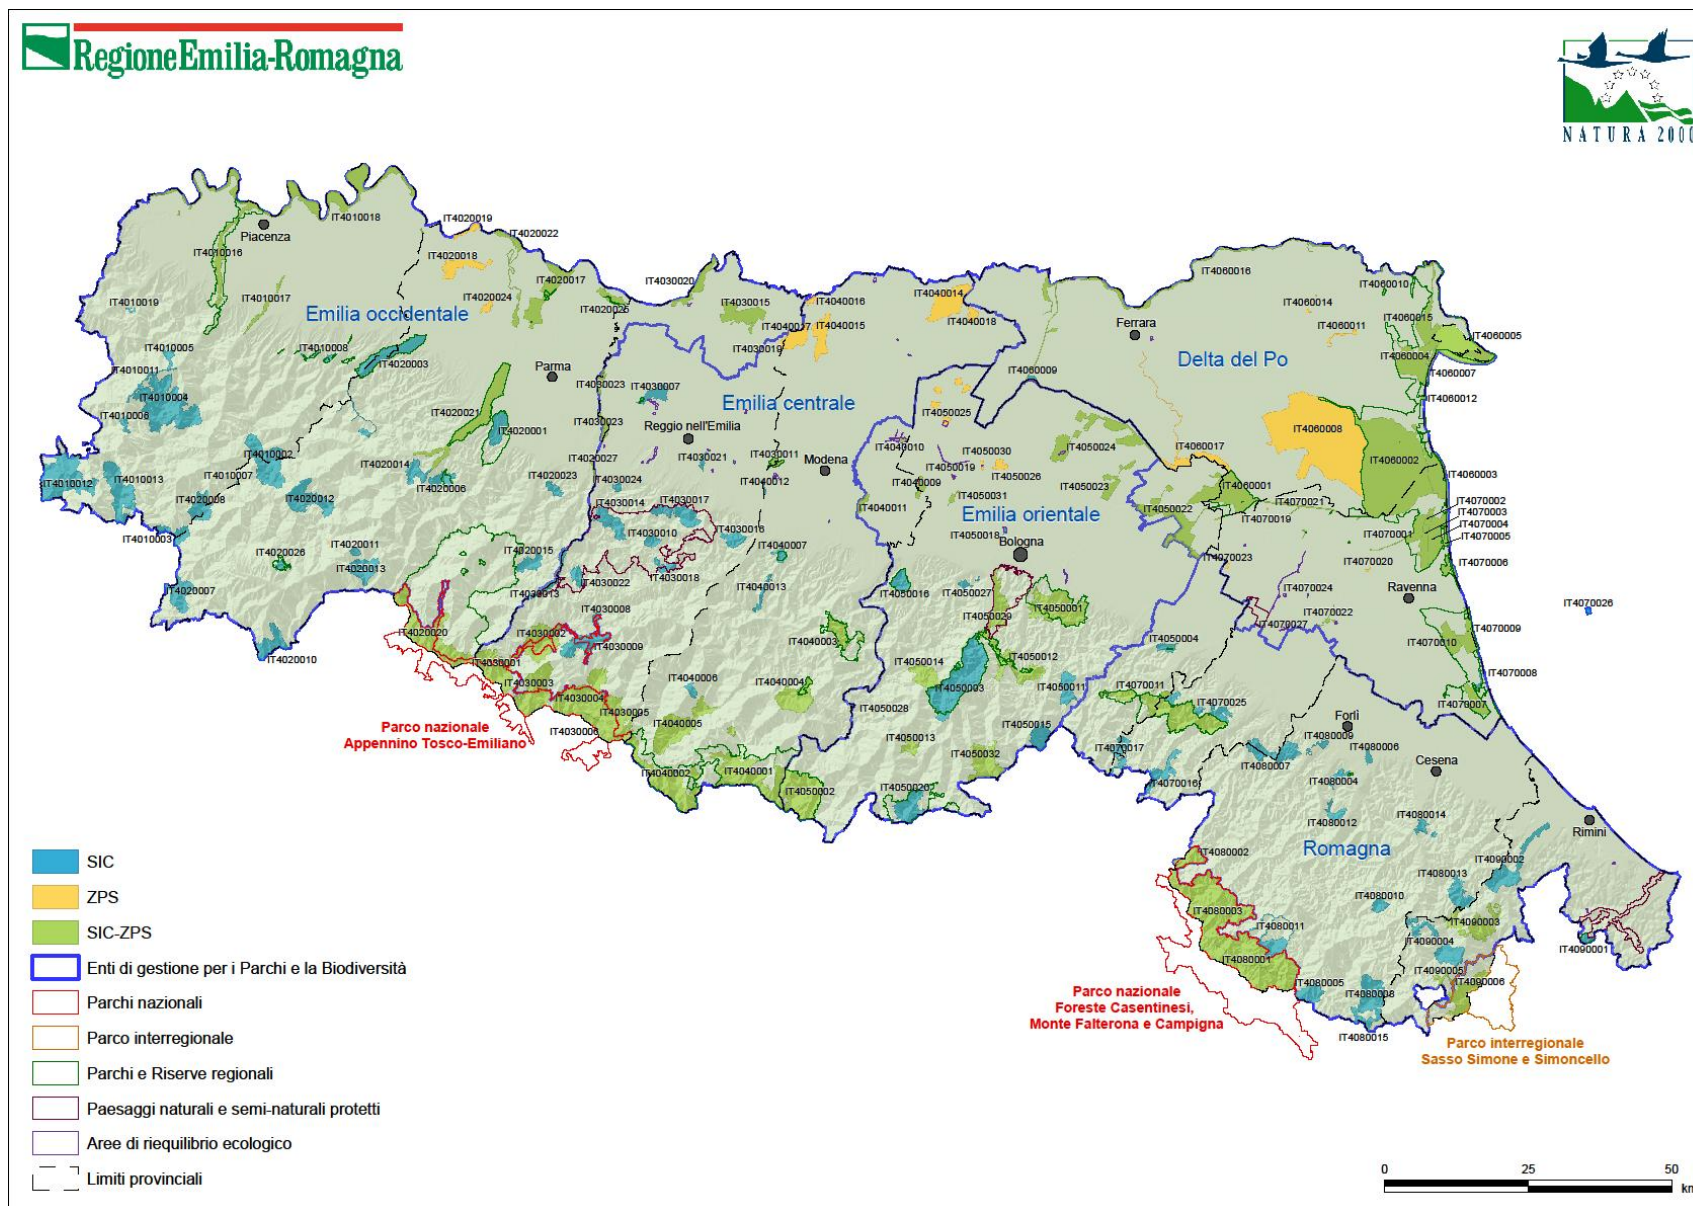 RegioneEmilia-Romagna
NATURA 2000
IT4010018
Piacenza
IT4010016
IT4020019
IT4020022
IT4020018
IT4020017
IT4020024
IT4010019
IT4010017
Emilia occidentale
IT4020025
IT4030020
IT4030015
IT4040016
IT4040014
IT4040017
IT4040015
IT4040018
IT4030019
IT4060016
IT4060010
IT4060014
IT4060015
IT4060011
IT4060005
Ferrara
Delta del Po
IT4060004
IT4060007
IT4060012
IT4060009
IT4010005
IT4010008
IT4020003
IT4010011
IT4010004
IT4010006
Parma
IT4030023
IT4030007
Emilia centrale
IT4020021
IT4020001
IT4030023
Reggio nell'Emilia
IT4050025
IT4060008
IT4040010
IT4050030
IT4050024
IT4060017
IT4060002
IT4010012
IT4010013
IT4010007
IT4010002
IT4020014
IT4020006
IT4020027
IT4020023
IT4030021
IT4030011
Modena
IT4040012
IT4050019
IT4050026
IT4040009
IT4050031
IT4050023
IT4060001
IT4060003
IT4020008
IT4020012
IT4030024
IT4030014
IT4030017
IT4040011
Emilia orientale
IT4050022
IT4070021
IT4070019
IT4070002
IT4070003
IT4070004
IT4070005
IT4070001
IT4070006
IT4010003
IT4030010
IT4030016
IT4050018
Bologna
IT4020026
IT4020011
IT4020013
IT4020015
IT4040007
IT4070023
IT4070020
Ravenna
IT4020007
IT4030013
IT4030022
IT4030018
IT4040013
IT4050016
IT4050027
IT4050001
IT4050029
IT4070024
IT4070022
IT4070027
IT4070026
IT4020020
IT4030008
IT4030002
IT4030009
IT4040003
IT4050004
IT4070010
IT4070009
IT4020010
IT4030001
IT4030003
IT4030004
IT4030005
IT4030006
IT4040006
IT4040004
IT4050014
IT4050012
IT4050003
IT4050011
IT4070011
IT4070008
IT4070007
IT4050028
IT4070025
Parco nazionale
Appennino Tosco-Emiliano
IT4040005
IT4050013
IT4050015
Forlì
IT4080009
IT4080006
IT4070017
IT4080007
IT4050032
IT4040002
IT4040001
IT4050002
IT4050020
IT4070016
IT4080004
Cesena
IT4080012
IT4080014
Rimini
Romagna
IT4080002
IT4090002
IT4080013
IT4080003
IT4080010
IT4080011
IT4090003
IT4090004
IT4090001
IT4080001
IT4090005
IT4090006
IT4080005
IT4080008
IT4080015
Parco nazionale
Foreste Casentinesi,
Monte Falterona e Campigna
Parco interregionale
Sasso Simone e Simoncello
SIC
ZPS
SIC-ZPS
Enti di gestione per i Parchi e la Biodiversità
Parchi nazionali
Parco interregionale
Parchi e Riserve regionali
Paesaggi naturali e semi-naturali protetti
Aree di riequilibrio ecologico
Limiti provinciali
0 25 50
km